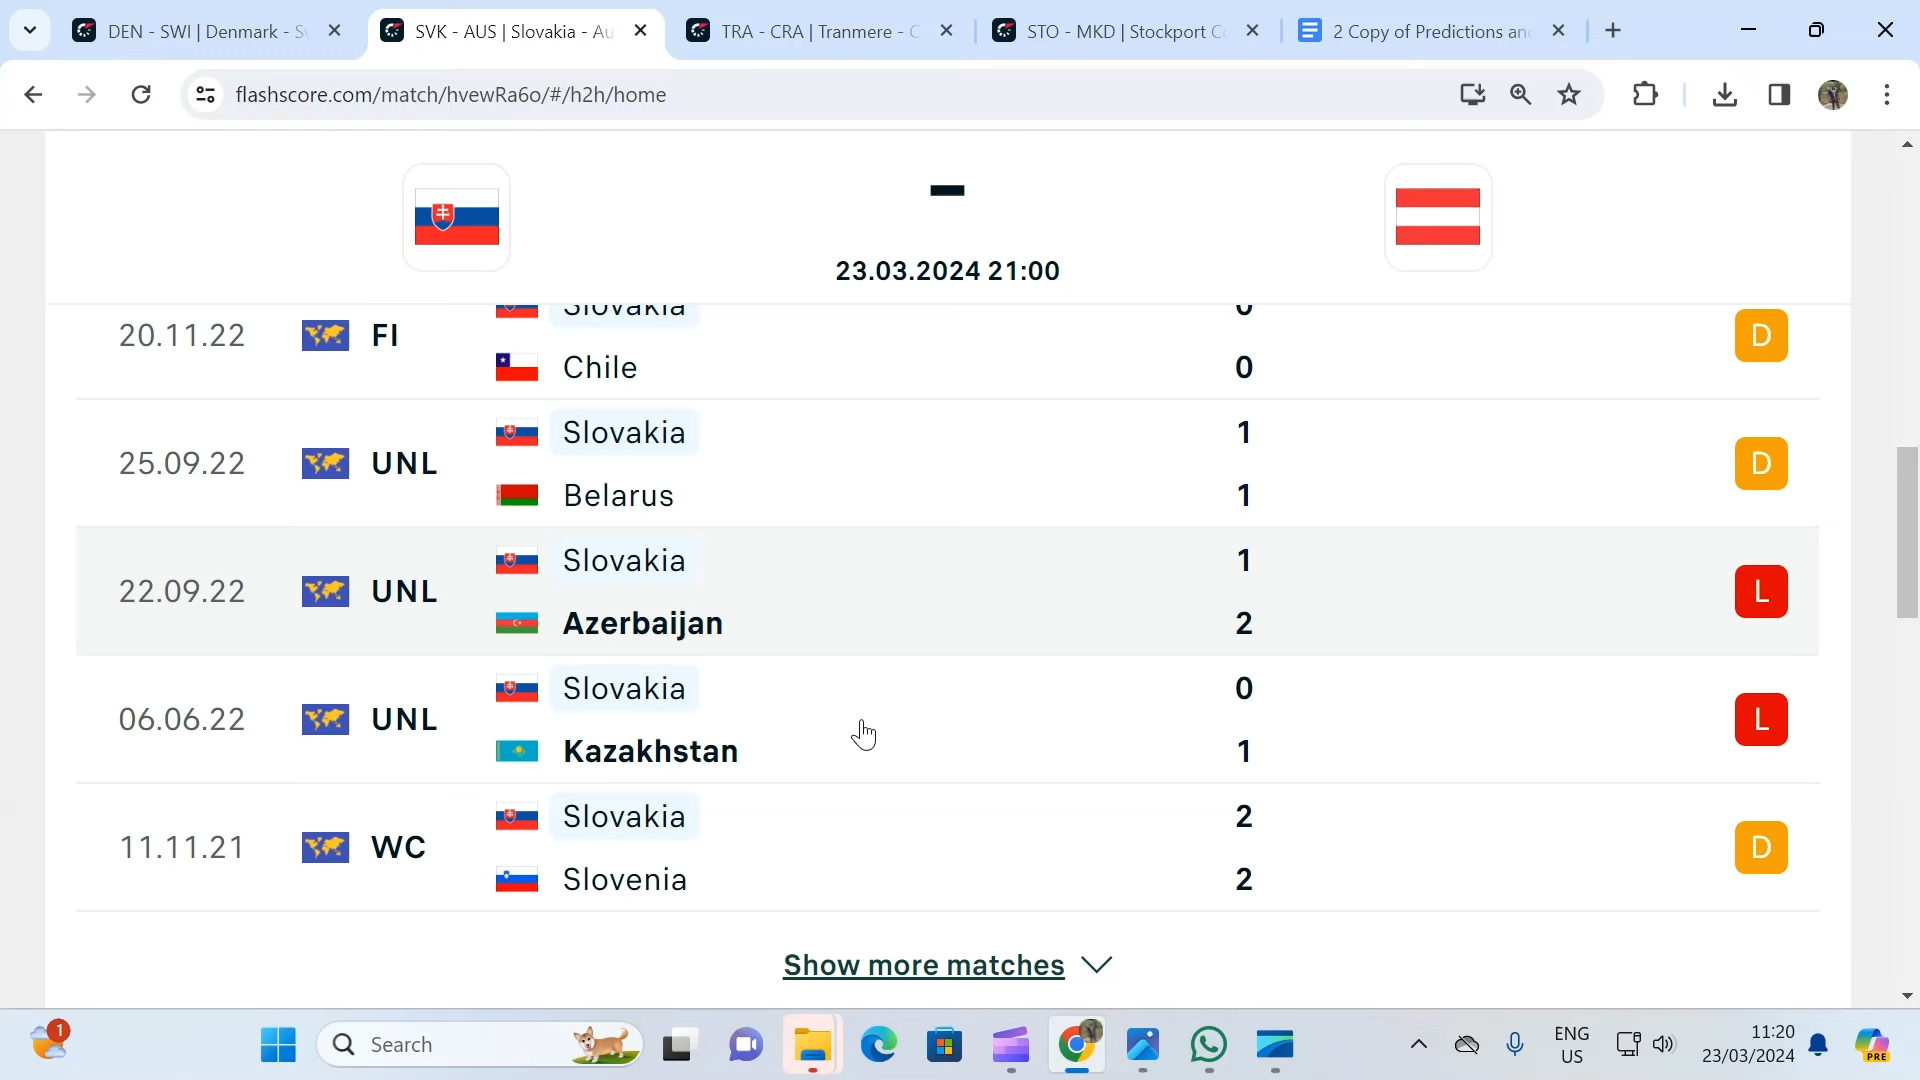 DEN - SWI | Denmark - S
SVK - AUS | Slovakia - Au
TRA - CRA | Tranmere - C
STO - MKD | Stockport C
2 Copy of Predictions an
flashscore.com/match/hvewRa6o/#/h2h/home
23.03.2024 21:00
20.11.22 FI Slovakia 0 D
Chile 0
25.09.22 UNL Slovakia 1 D
Belarus 1
22.09.22 UNL Slovakia 1 L
Azerbaijan 2
06.06.22 UNL Slovakia 0 L
Kazakhstan 1
11.11.21 WC Slovakia 2 D
Slovenia 2
Show more matches
1
Search
ENG
US
11:20
23/03/2024
PRE